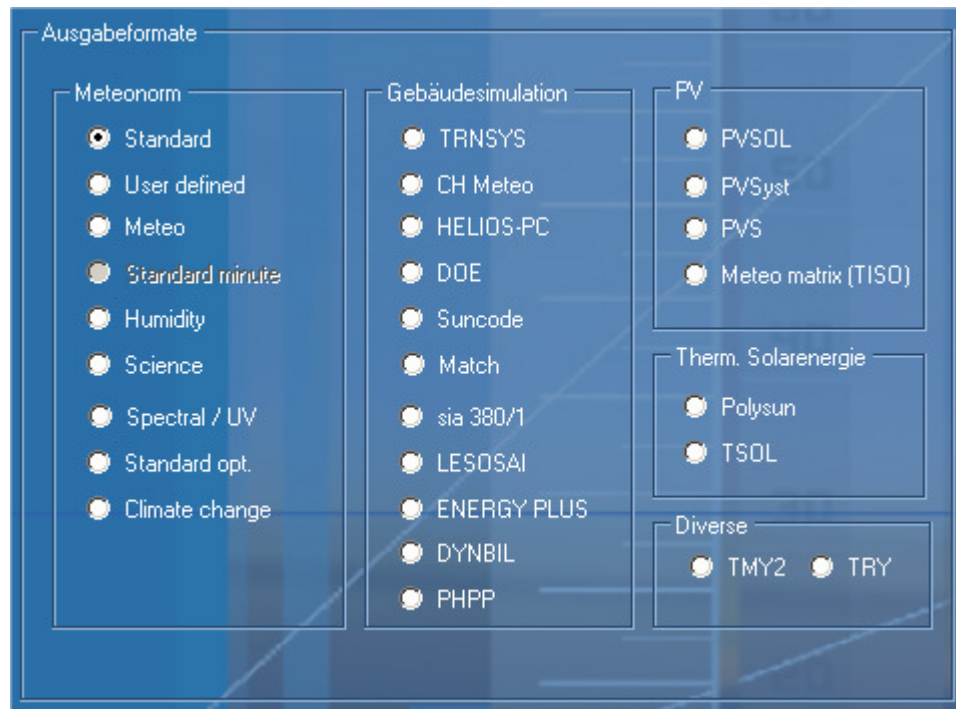 Ausgabeformate
Meteonorm
Standard
User defined
Meteo
Standard minute
Humidity
Science
Spectral / UV
Standard opt.
Climate change
Gebäudesimulation
TRNSYS
CH Meteo
HELIOS-PC
DOE
Suncode
Match
sia 380/1
LESOSAI
ENERGY PLUS
DYNBIL
PHPP
PV
PVSOL
PVSyst
PVS
Meteo matrix (TISO)
Therm. Solarenergie
Polysun
TSOL
Diverse
TMY2 TRY